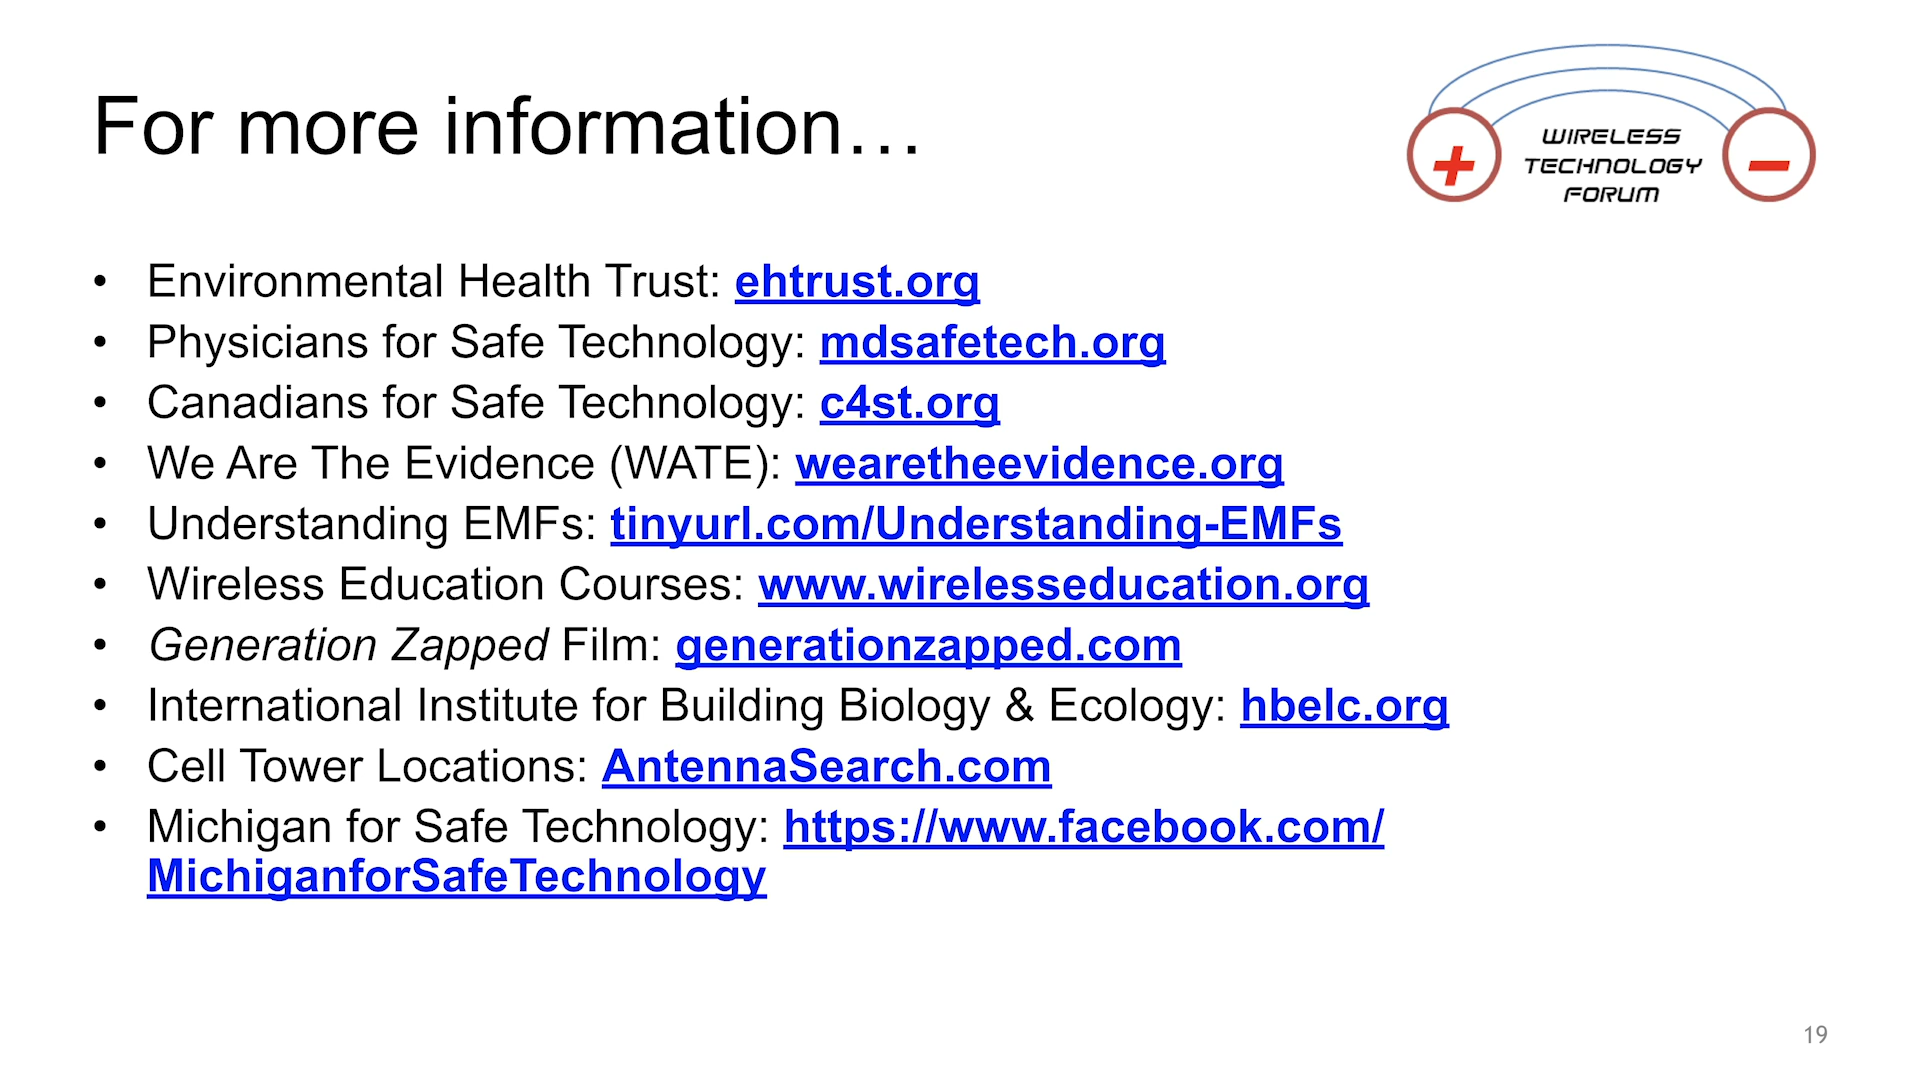 For more information…
WIRELESS
TECHNOLOGY
FORUM
• Environmental Health Trust: ehtrust.org
• Physicians for Safe Technology: mdsafetech.org
• Canadians for Safe Technology: c4st.org
• We Are The Evidence (WATE): wearetheevidence.org
• Understanding EMFs: tinyurl.com/Understanding-EMFs
• Wireless Education Courses: www.wirelesseducation.org
• Generation Zapped Film: generationzapped.com
• International Institute for Building Biology & Ecology: hbelc.org
• Cell Tower Locations: AntennaSearch.com
• Michigan for Safe Technology: https://www.facebook.com/
MichiganforSafeTechnology
19